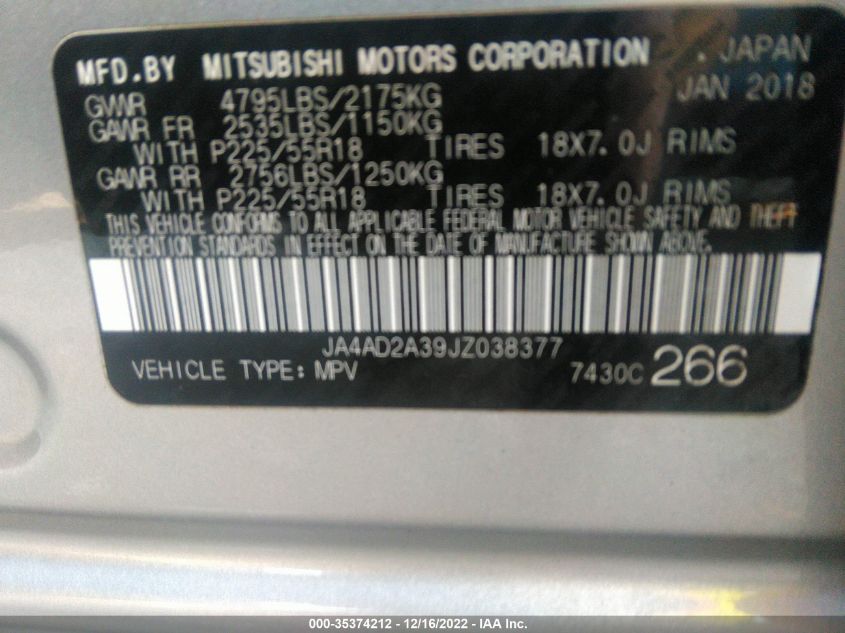 MFD.BY MITSUBISHI MOTORS CORPORATION . JAPAN
GVWR 4795LBS/2175KG JAN 2018
GAWR FR 2535LBS/1150KG
WITH P225/55R18 TIRES 18X7.0J RIMS
GAWR RR 2756LBS/1250KG
WITH P225/55R18 TIRES 18X7.0J RIMS
THIS VEHICLE CONFORMS TO ALL APPLICABLE FEDERAL MOTOR VEHICLE SAFETY AND THEFT
PREVENTION STANDARDS IN EFFECT ON THE DATE OF MANUFACTURE SHOWN ABOVE.
JA4AD2A39JZ038377
VEHICLE TYPE:MPV 7430C 266
000-35374212 - 12/16/2022 - IAA Inc.